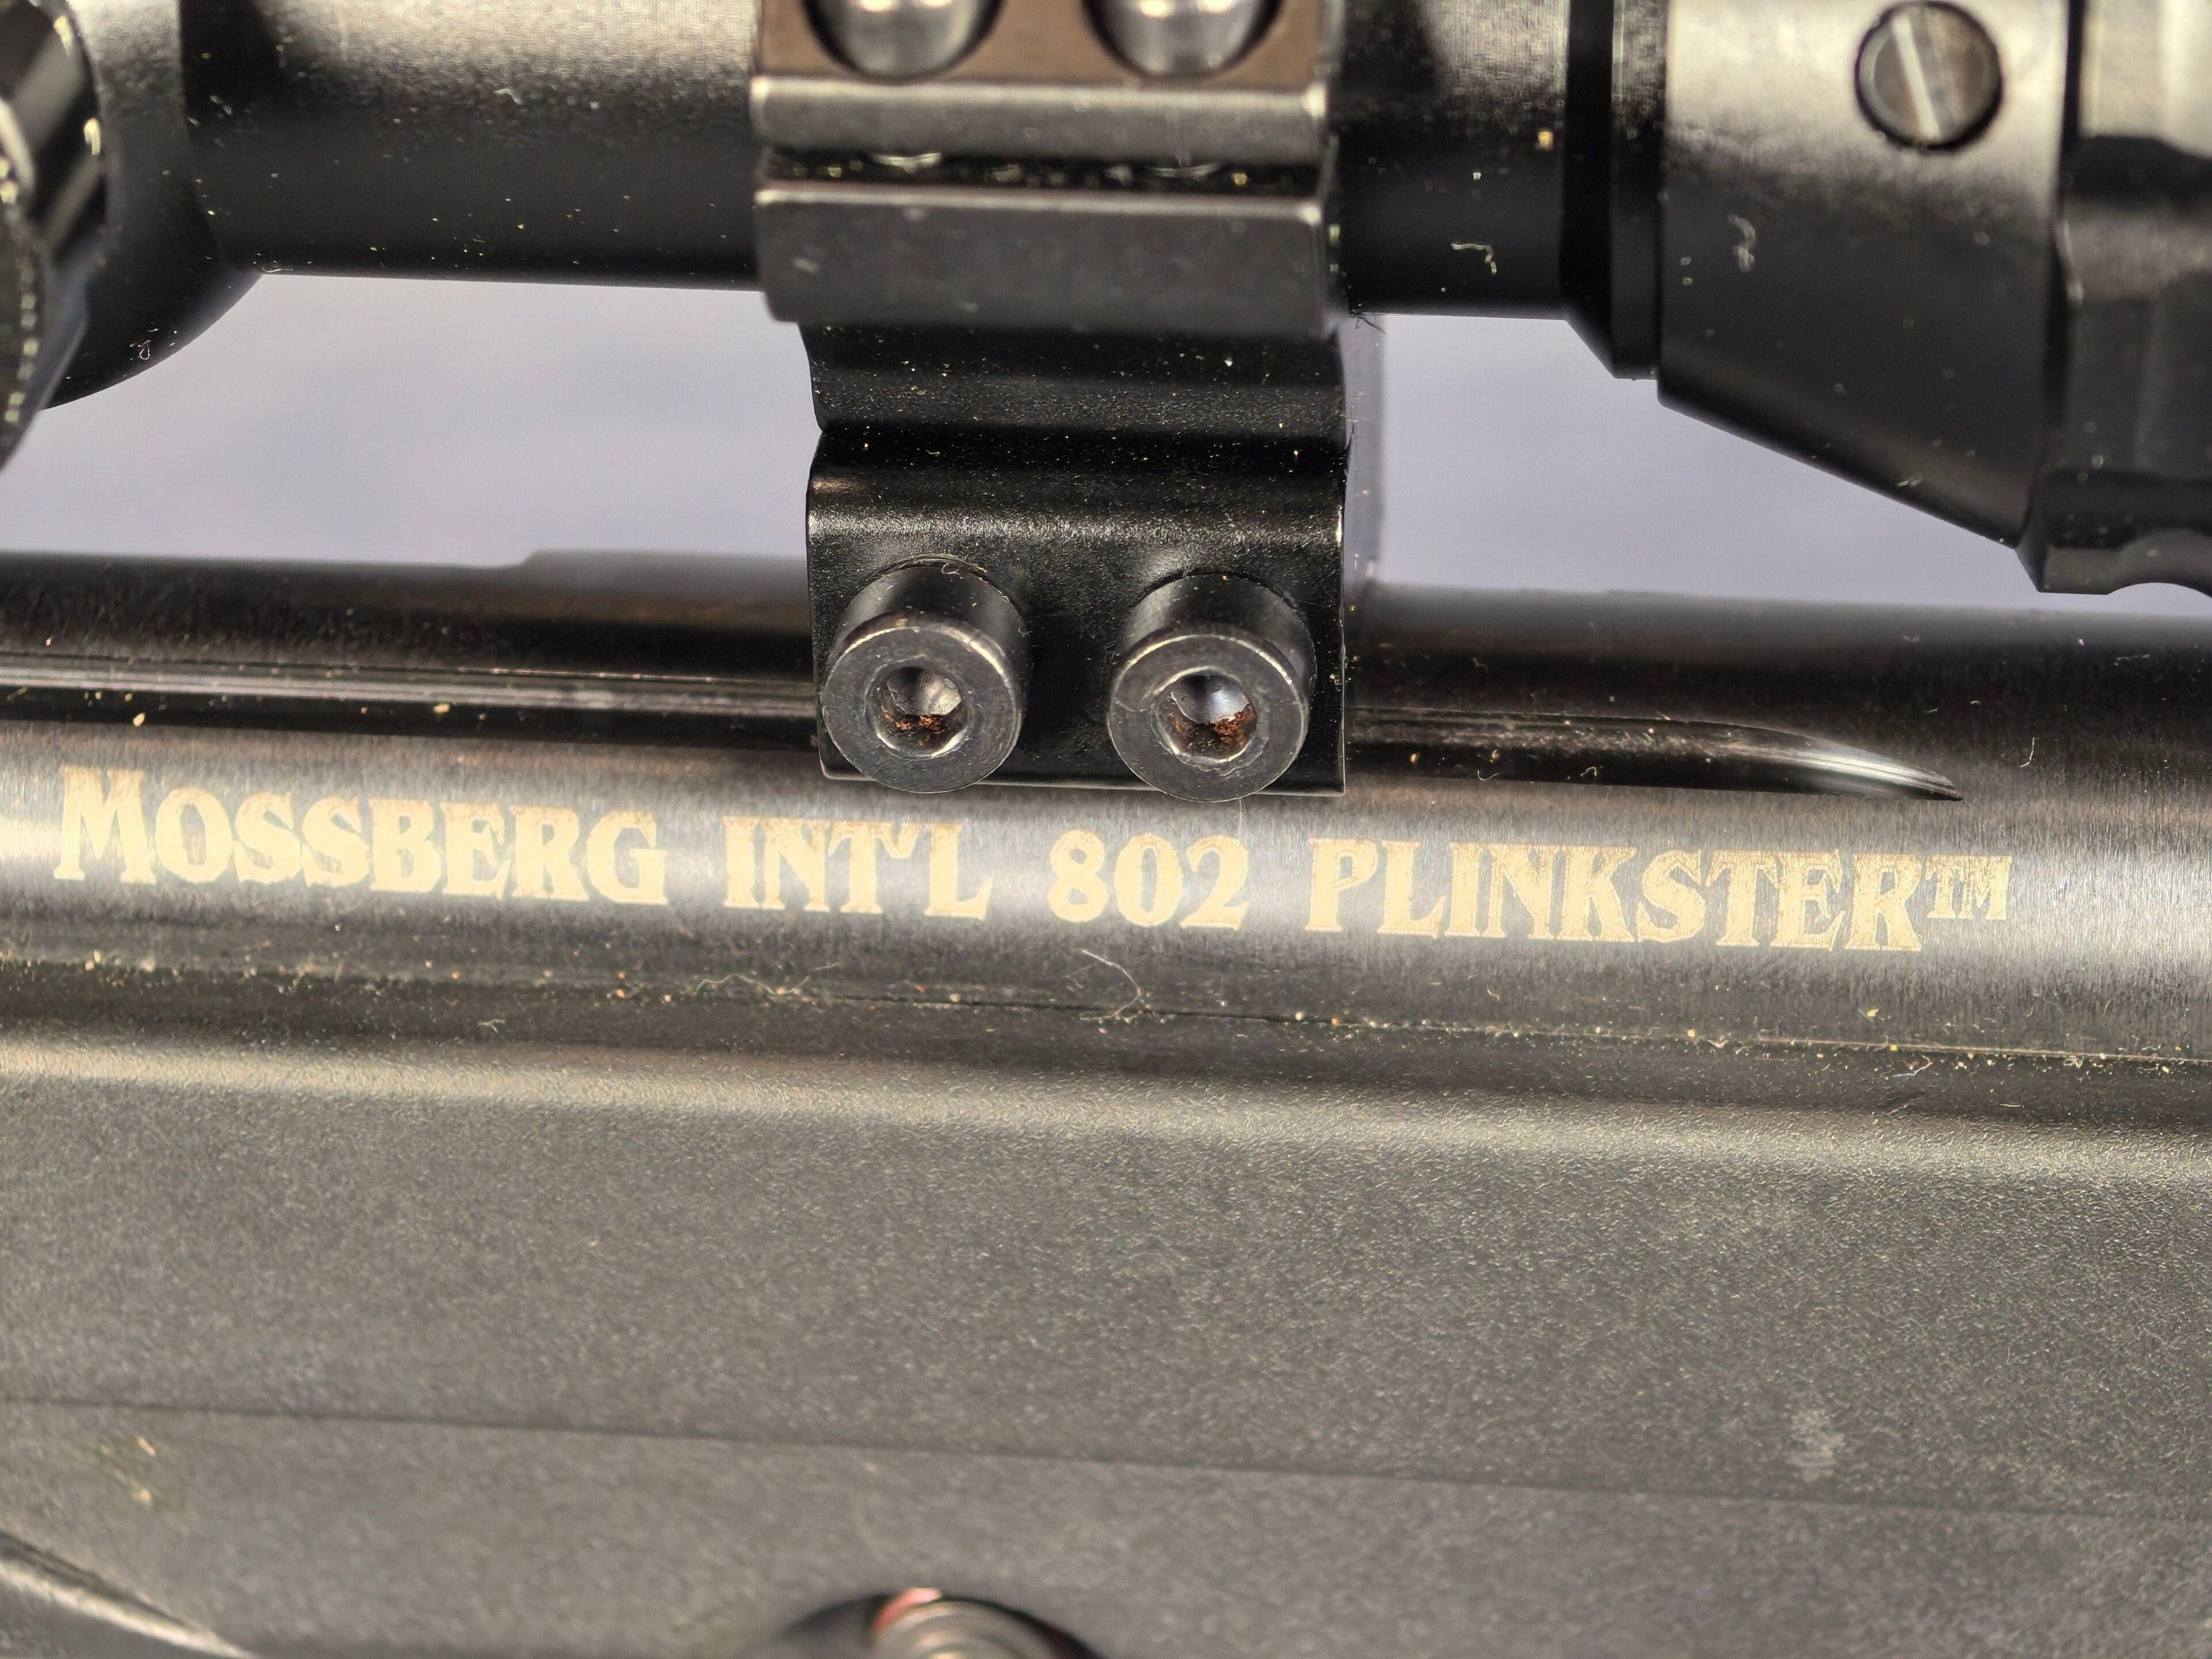 MOSSBERG INT'L 802 PLINKSTER™